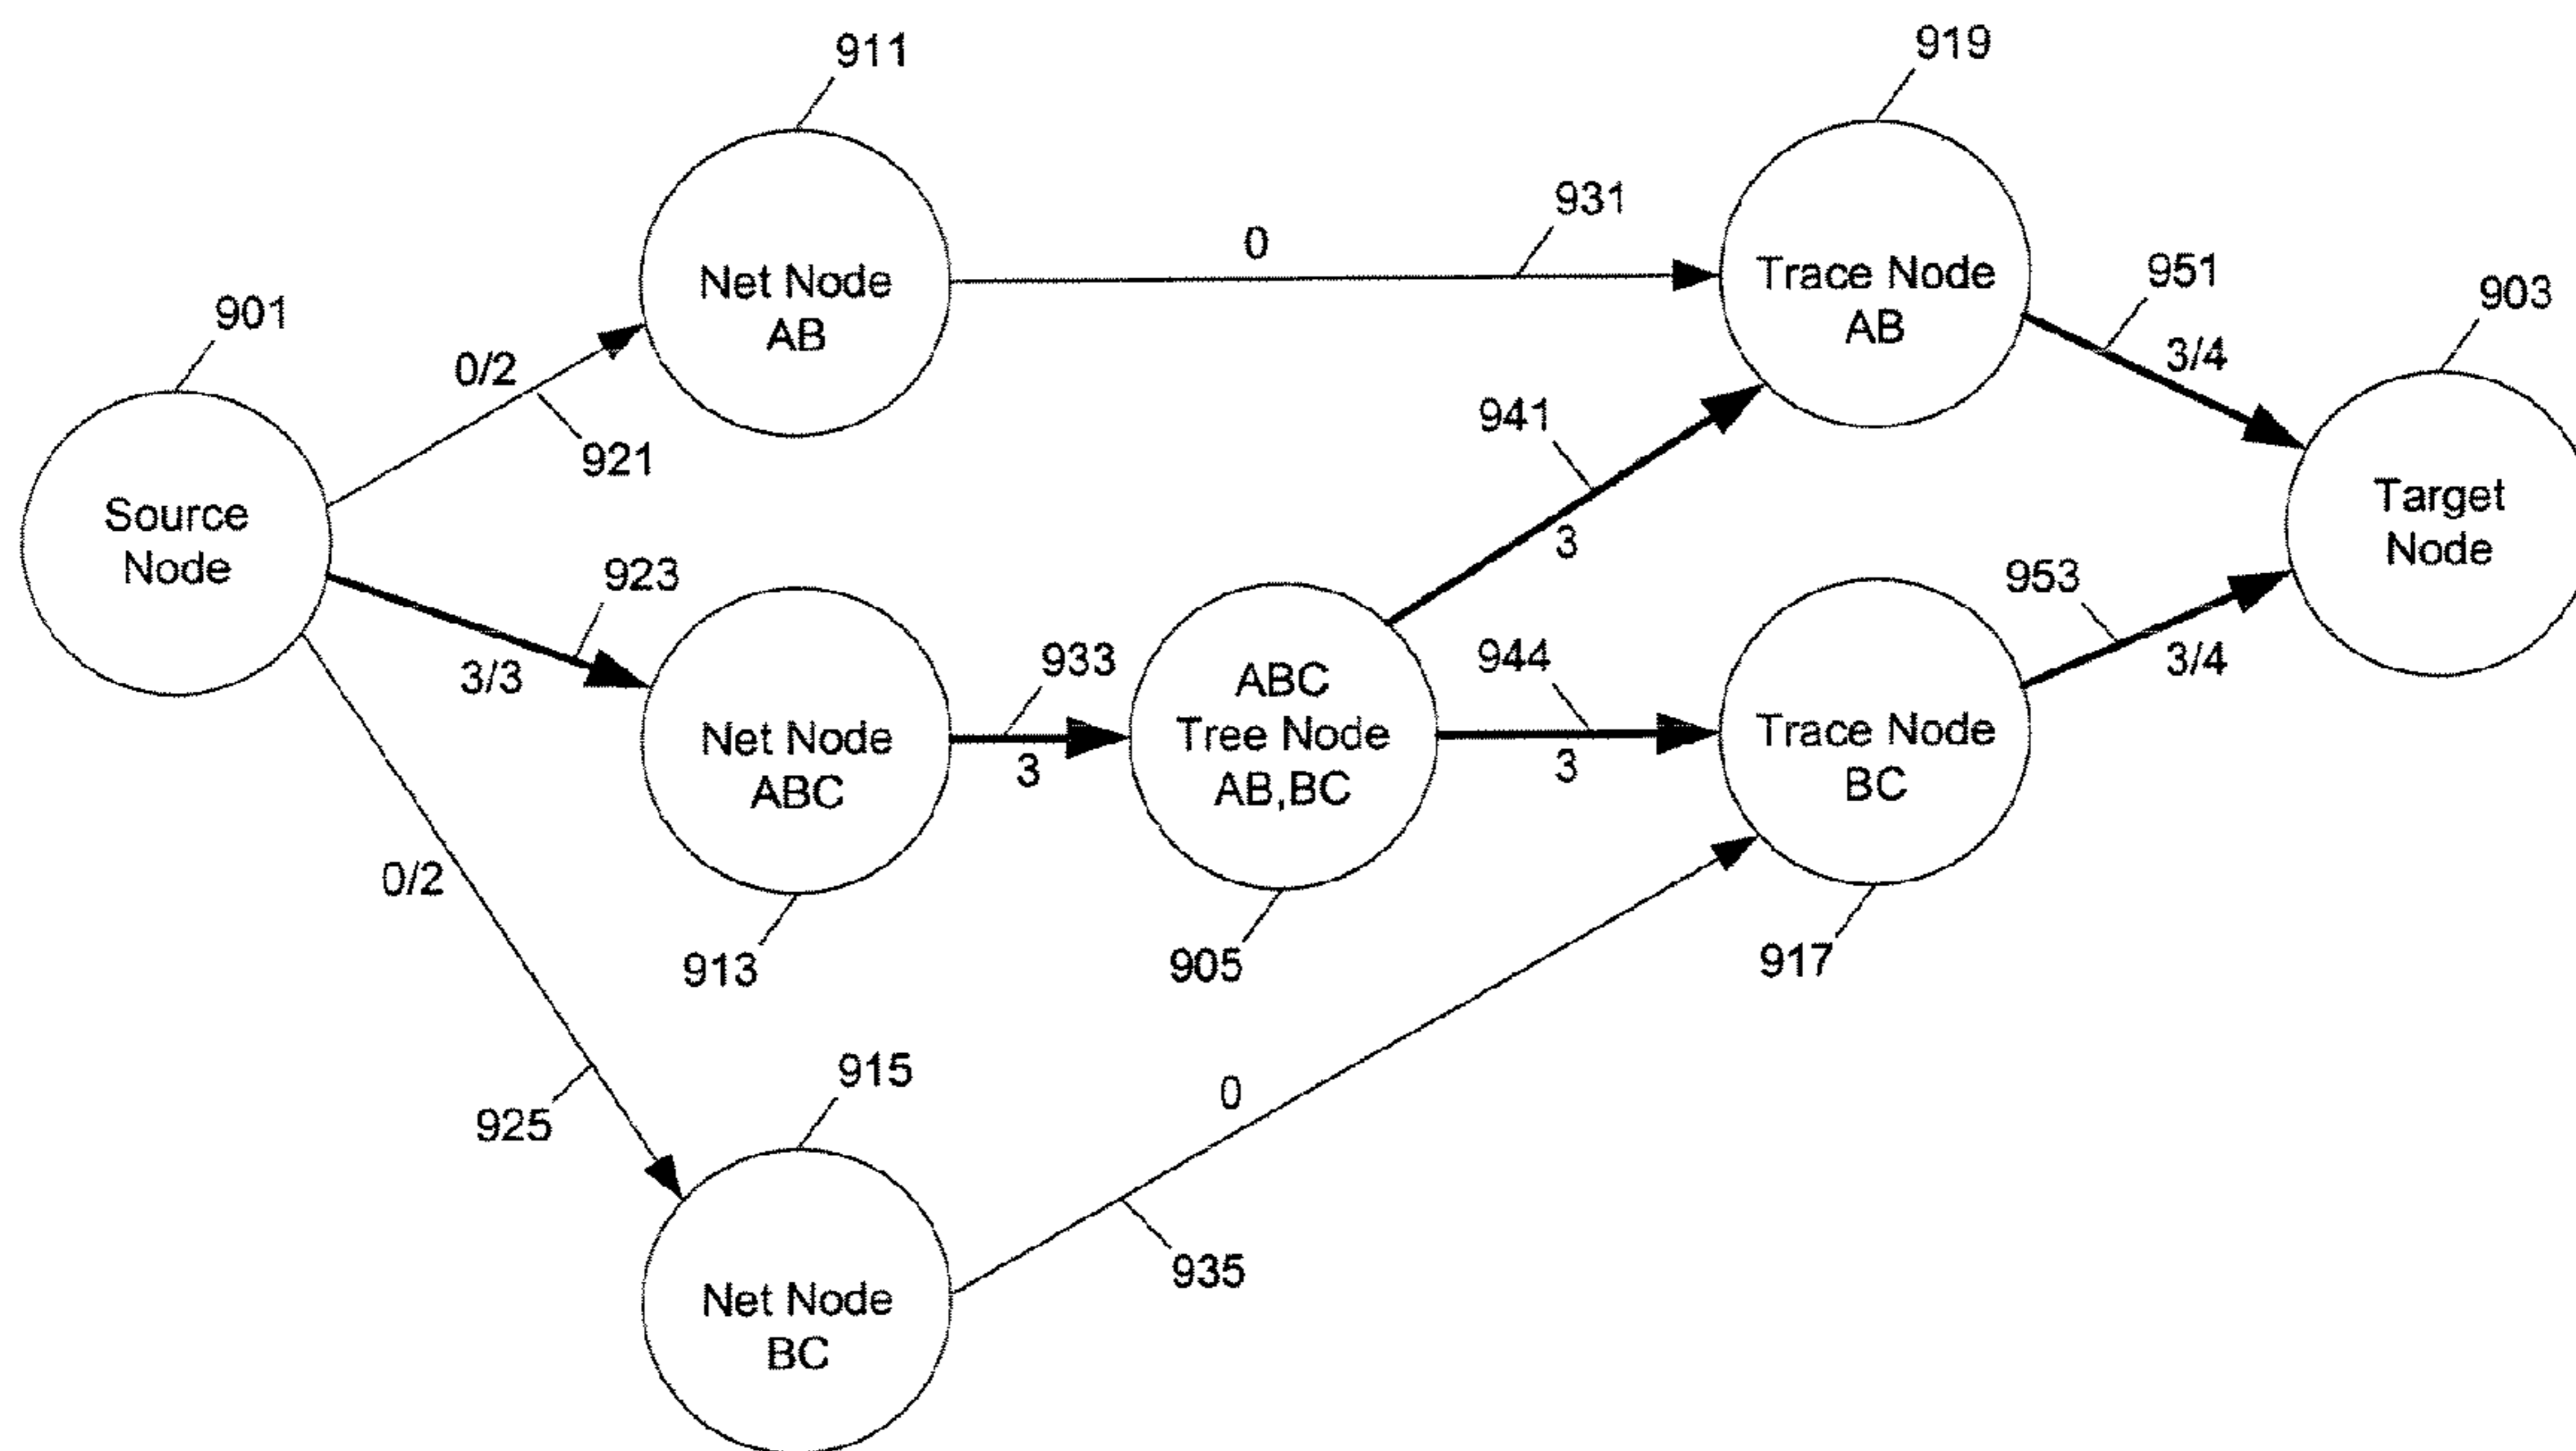 911
919
931
0
951
Net Node
AB
Trace Node
AB
903
901
0/2
3/4
921
941
3
Source
Node
Target
Node
923
3/3
933
3
ABC
Tree Node
AB,BC
944
3
953
3/4
Net Node
ABC
Trace Node
BC
0/2
913
905
917
925
915
0
935
Net Node
BC